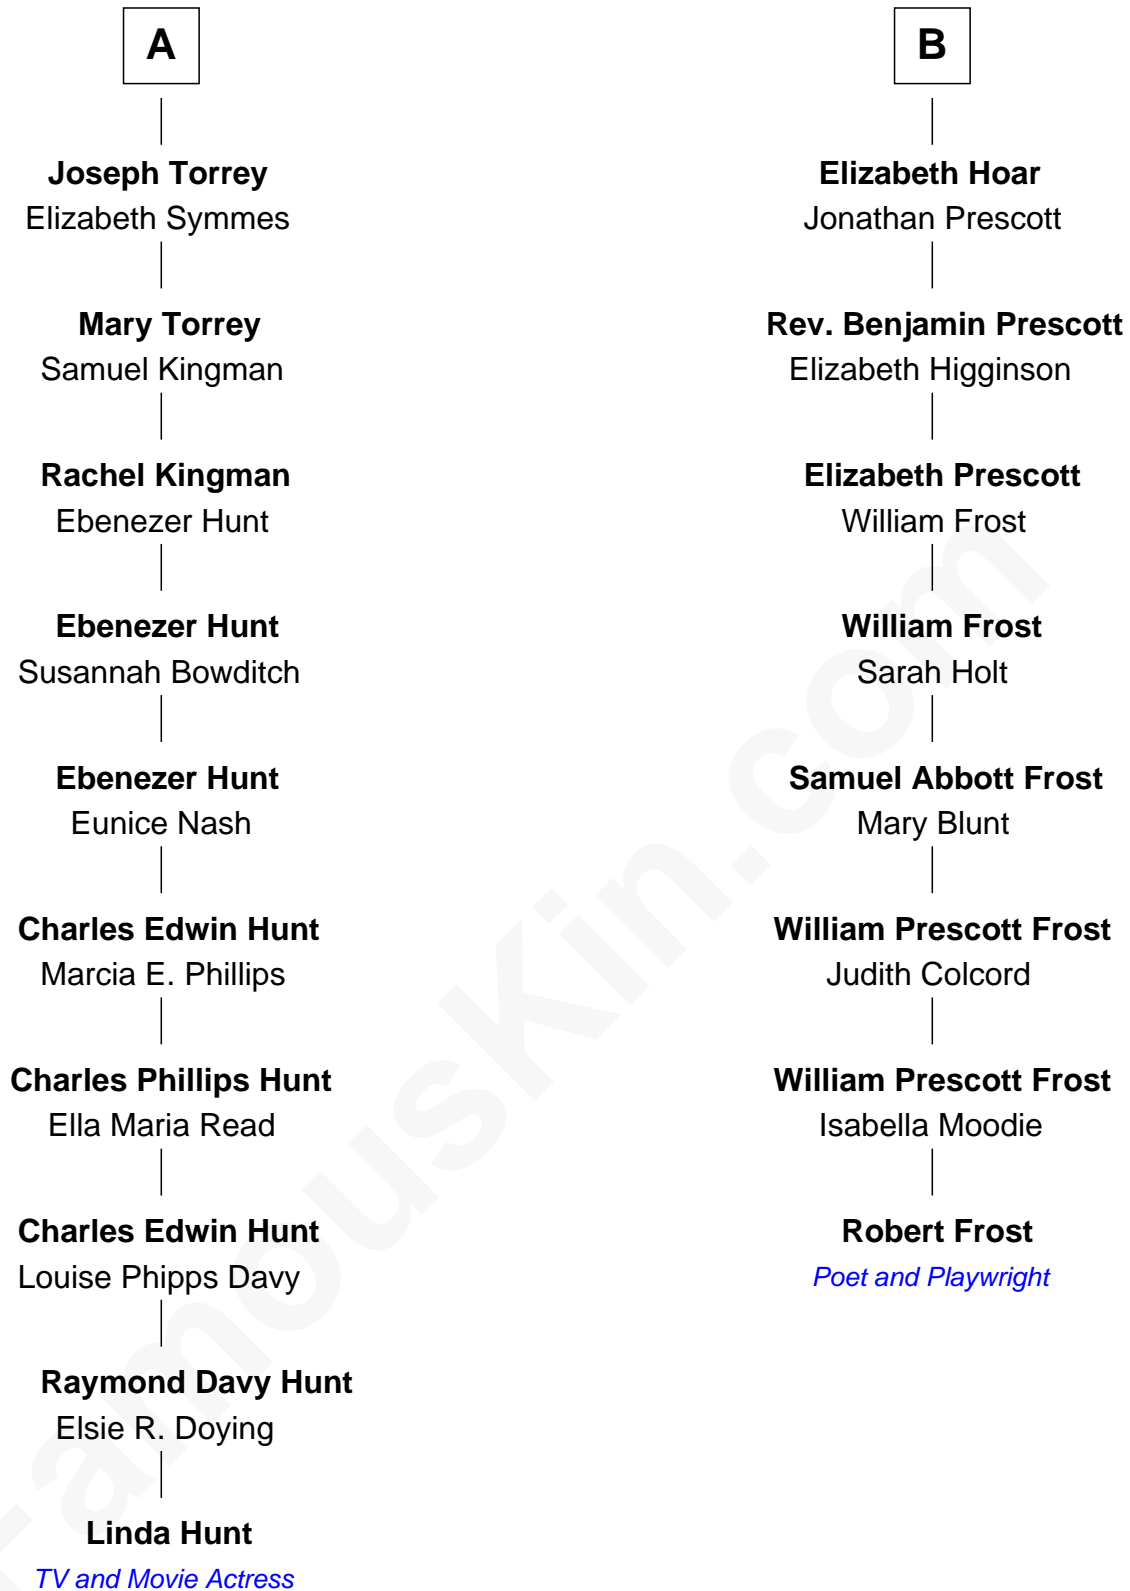 A
Joseph Torrey
Elizabeth Symmes
Mary Torrey
Samuel Kingman
Rachel Kingman
Ebenezer Hunt
Ebenezer Hunt
Susannah Bowditch
Ebenezer Hunt
Eunice Nash
Charles Edwin Hunt
Marcia E. Phillips
Charles Phillips Hunt
Ella Maria Read
Charles Edwin Hunt
Louise Phipps Davy
Raymond Davy Hunt
Elsie R. Doying
Linda Hunt
TV and Movie Actress
B
Elizabeth Hoar
Jonathan Prescott
Rev. Benjamin Prescott
Elizabeth Higginson
Elizabeth Prescott
William Frost
William Frost
Sarah Holt
Samuel Abbott Frost
Mary Blunt
William Prescott Frost
Judith Colcord
William Prescott Frost
Isabella Moodie
Robert Frost
Poet and Playwright
FamousKin.com